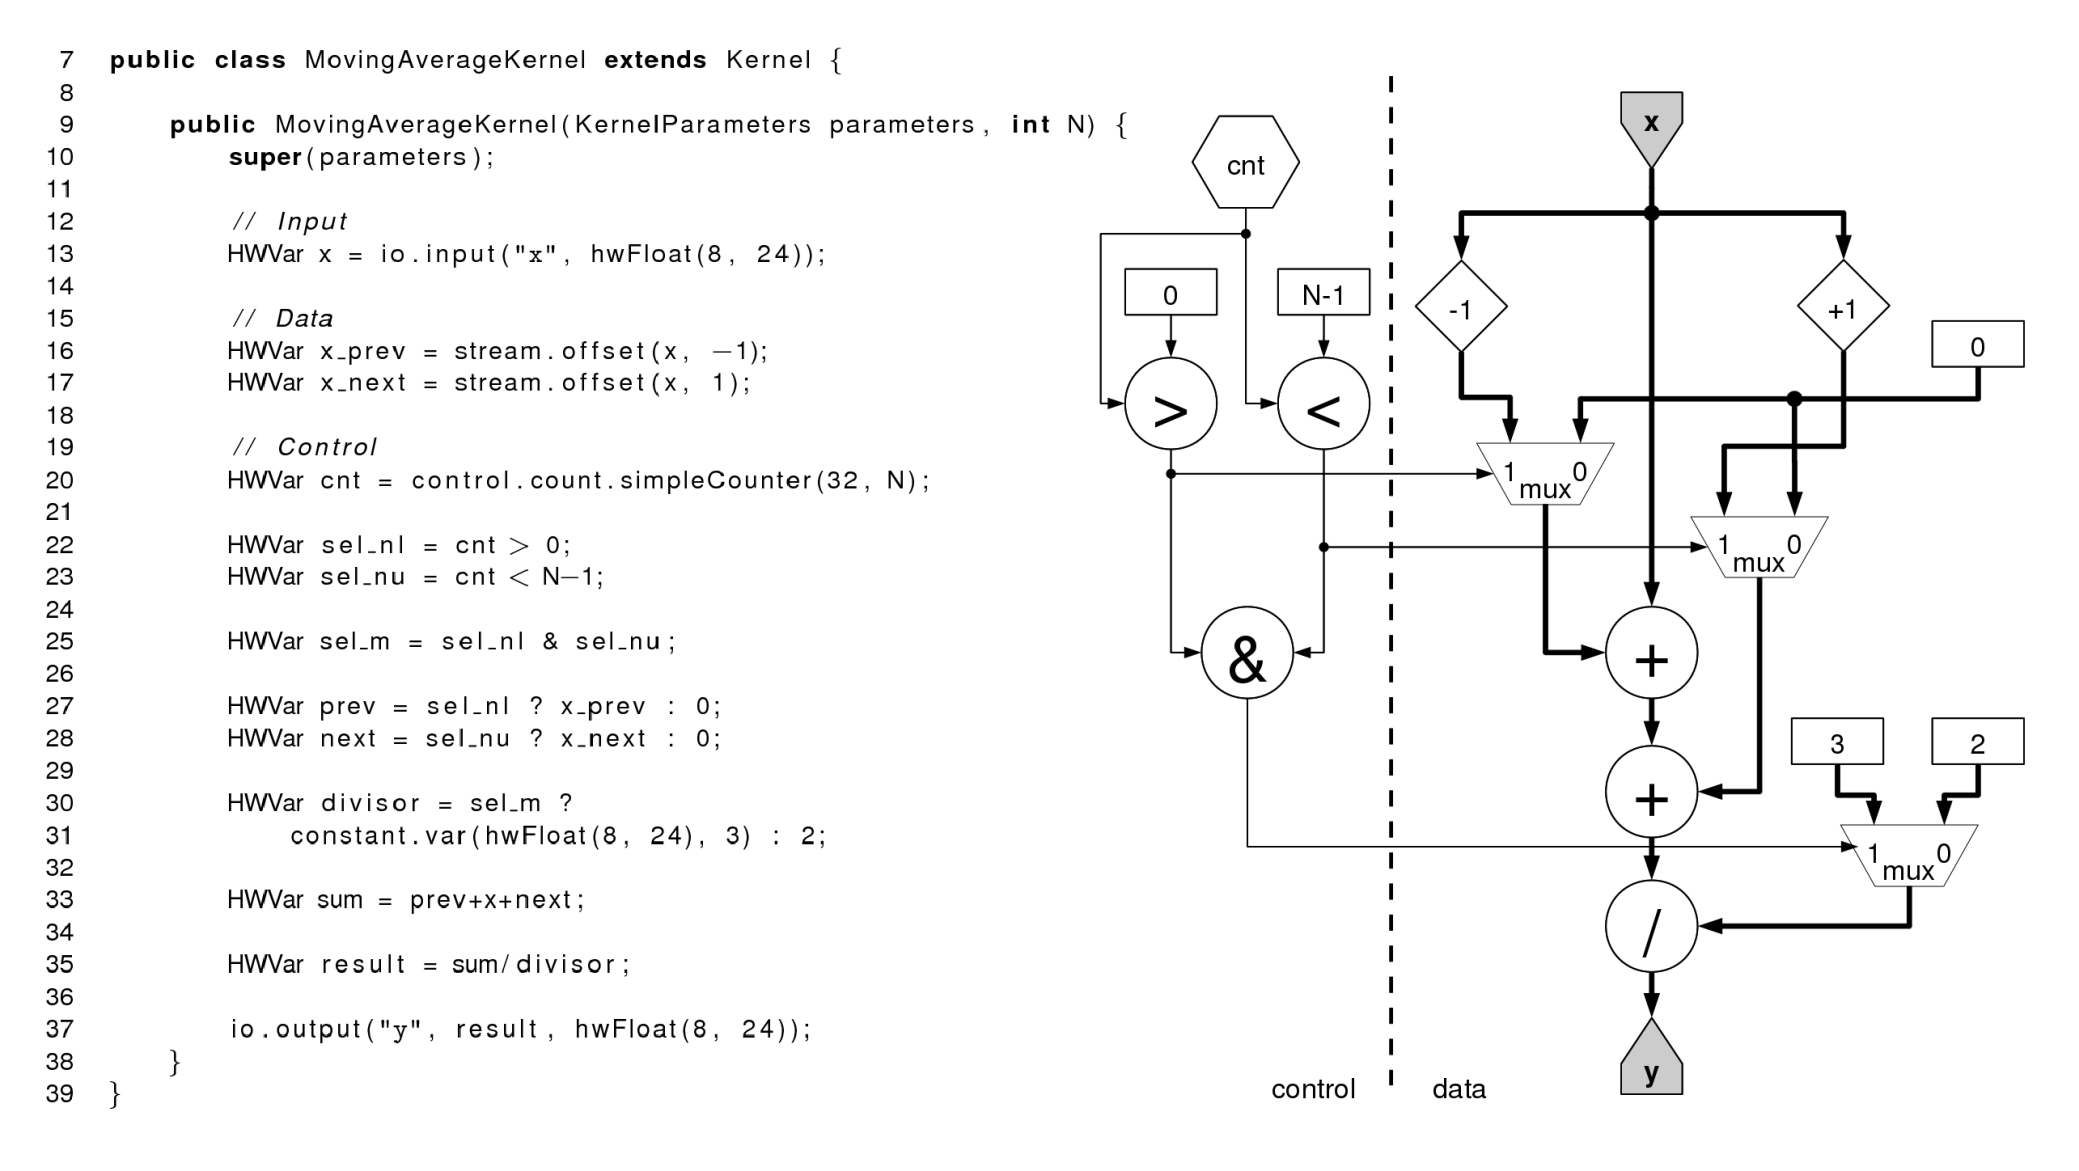 7 public class MovingAverageKernel extends Kernel {
8
9 public MovingAverageKernel(KernelParameters parameters, int N) {
10 super(parameters);
11
12 // Input
13 HWVar x = io.input("x", hwFloat(8, 24));
14
15 // Data
16 HWVar x_prev = stream.offset(x, −1);
17 HWVar x_next = stream.offset(x, 1);
18
19 // Control
20 HWVar cnt = control.count.simpleCounter(32, N);
21
22 HWVar sel_nl = cnt > 0;
23 HWVar sel_nu = cnt < N−1;
24
25 HWVar sel_m = sel_nl & sel_nu;
26
27 HWVar prev = sel_nl ? x_prev : 0;
28 HWVar next = sel_nu ? x_next : 0;
29
30 HWVar divisor = sel_m ?
31 constant.var(hwFloat(8, 24), 3) : 2;
32
33 HWVar sum = prev+x+next;
34
35 HWVar result = sum/divisor;
36
37 io.output("y", result, hwFloat(8, 24));
38 }
39 }
x
cnt
0
N-1
-1
+1
0
>
<
1 mux 0
1 mux 0
&
+
+
3
2
1 mux 0
/
y
control
data